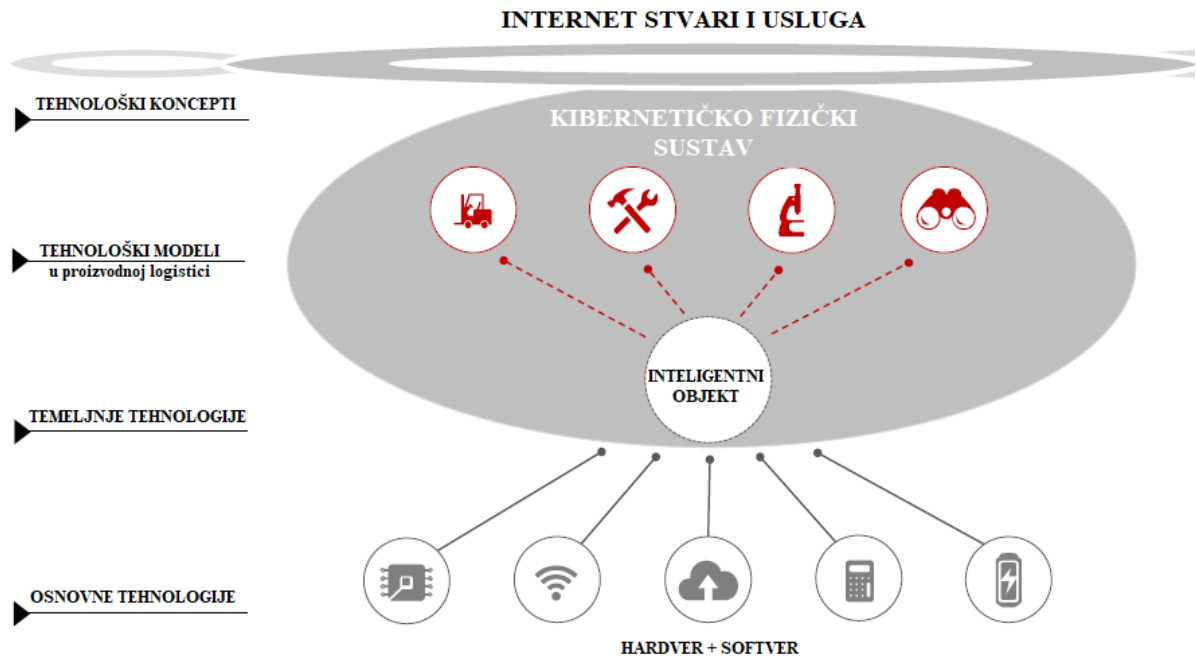 INTERNET STVARI I USLUGA
TEHNOLOŠKI KONCEPTI
KIBERNETIČKO FIZIČKI
SUSTAV
TEHNOLOŠKI MODELI
u proizvodnoj logistici
INTELIGENTNI
OBJEKT
TEMELJNJE TEHNOLOGIJE
OSNOVNE TEHNOLOGIJE
HARDVER + SOFTVER